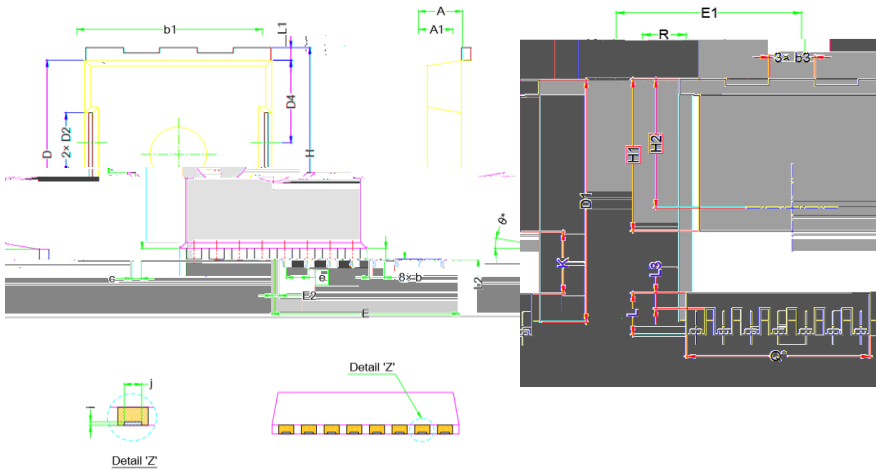 b1
L1
A
A1
D
2× D2
D4
H
θ*
e
E2
e
8× b
L2
E
E1
R
3× b3
H1
H2
D1
K
L3
L
Q*
j
i
Detail 'Z'
Detail 'Z'